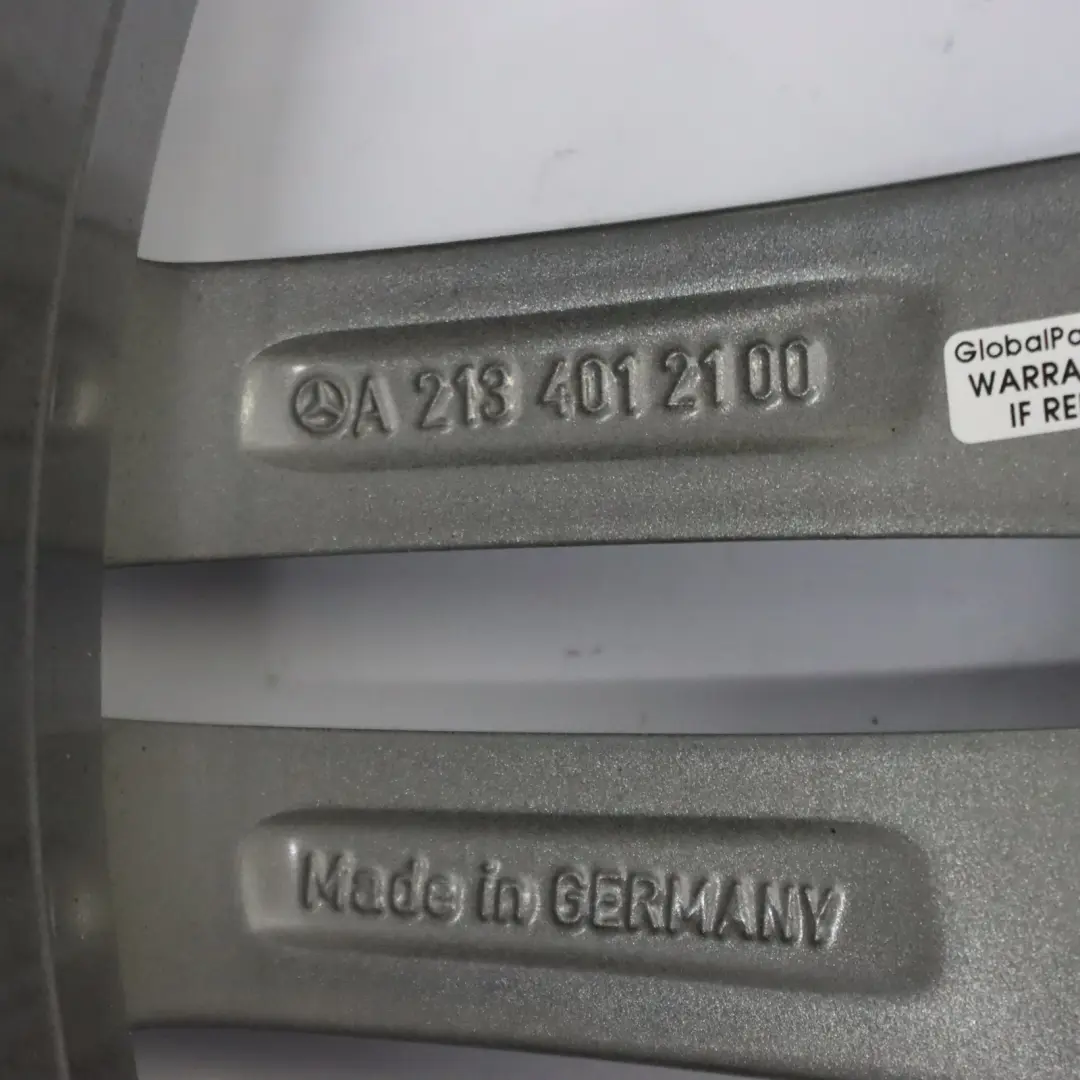 A 213 401 21 00
GlobalPa
WARRA
IF RE
Made in GERMANY